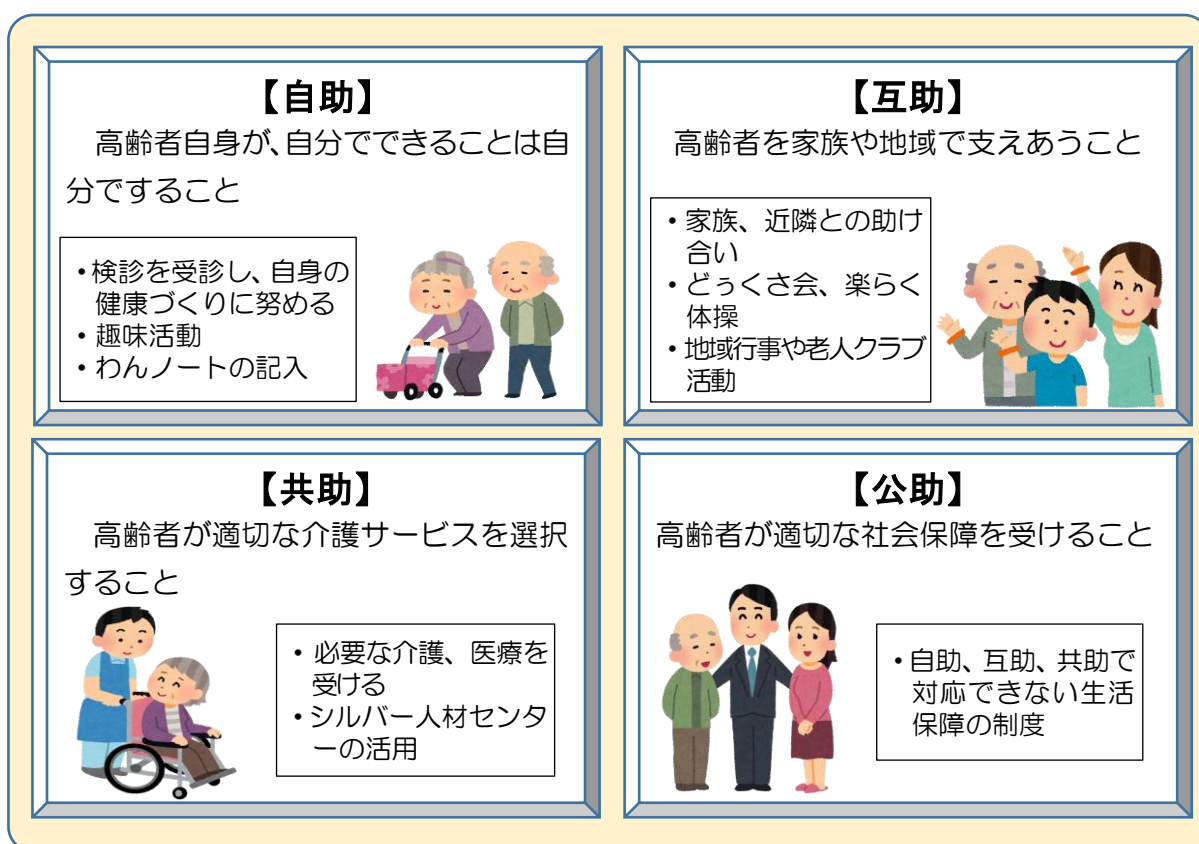 【自助】
高齢者自身が、自分でできることは自
分ですること
・検診を受診し、自身の
健康づくりに努める
・趣味活動
・わんノートの記入
【互助】
高齢者を家族や地域で支えあうこと
・家族、近隣との助け
合い
・どぅくさ会、楽らく
体操
・地域行事や老人クラブ
活動
【共助】
高齢者が適切な介護サービスを選択
すること
・必要な介護、医療を
受ける
・シルバー人材センタ
ーの活用
【公助】
高齢者が適切な社会保障を受けること
・自助、互助、共助で
対応できない生活
保障の制度